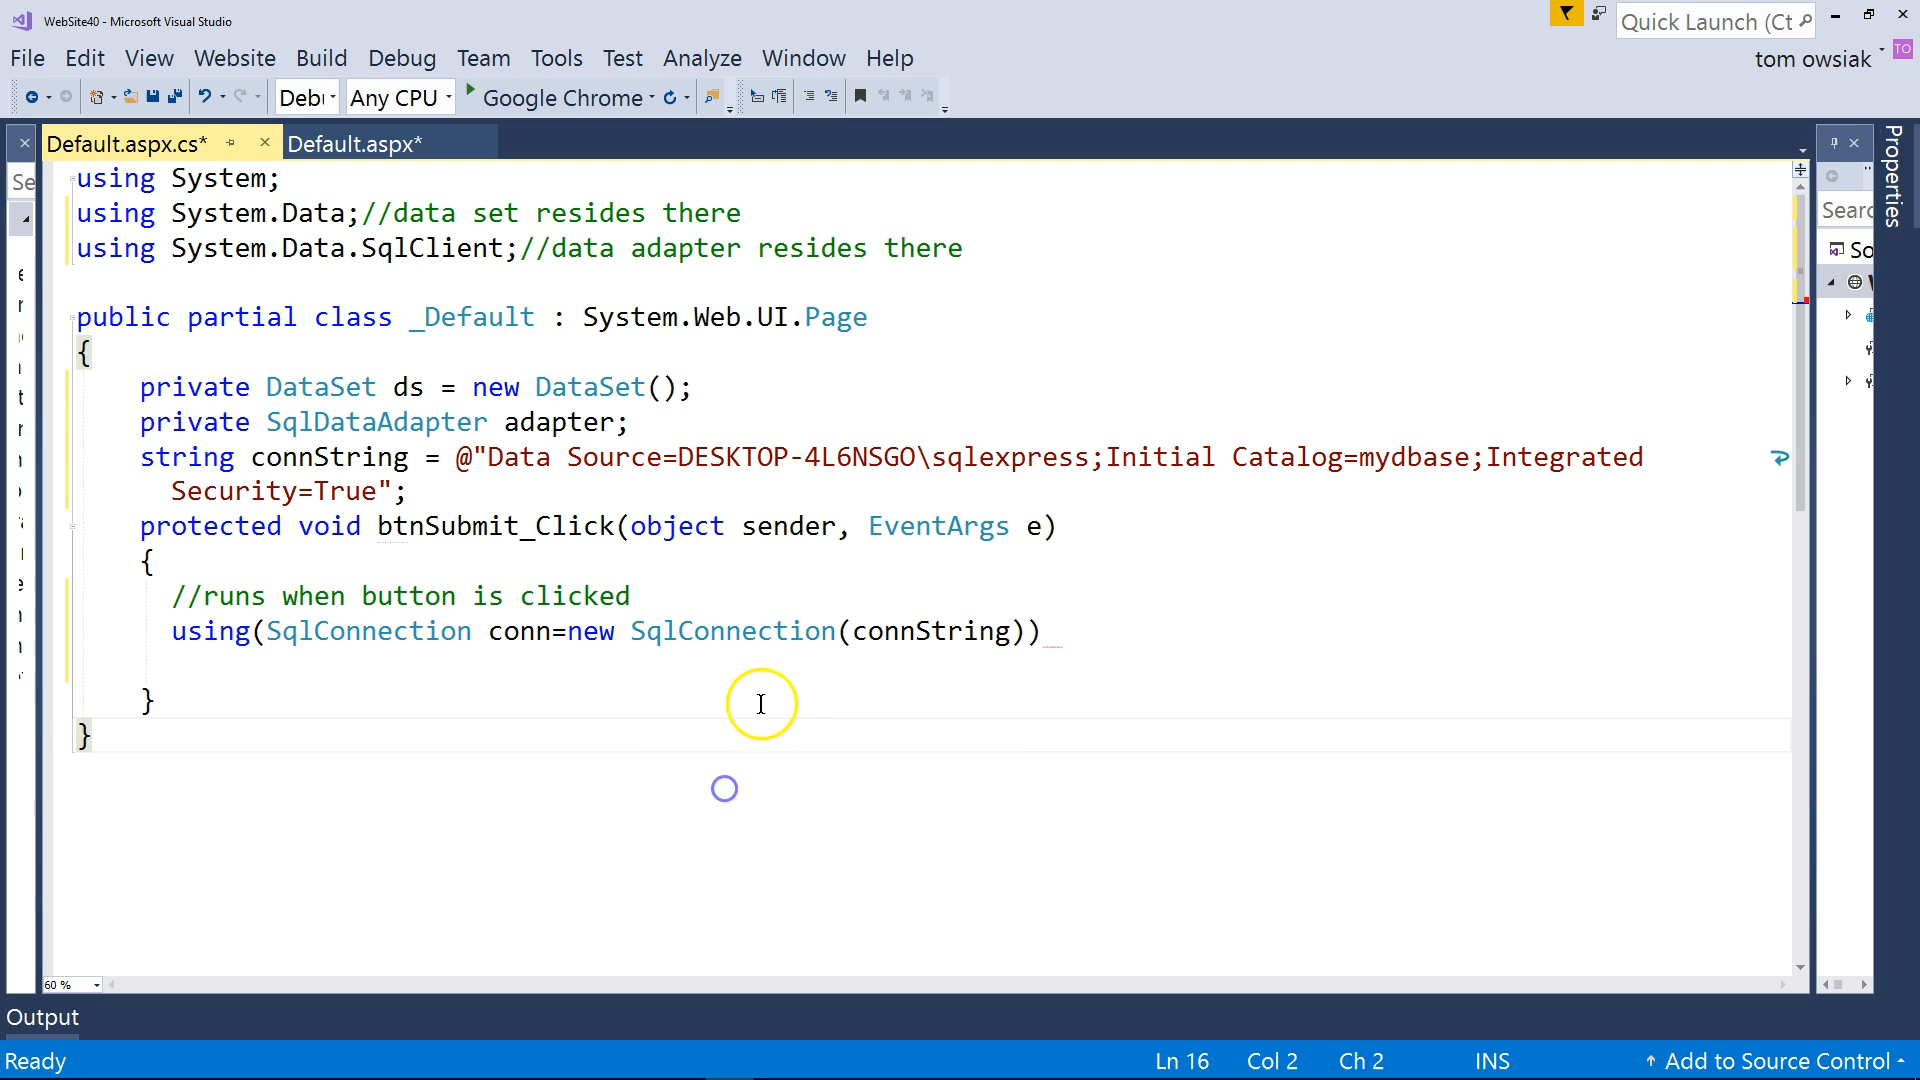 WebSite40 - Microsoft Visual Studio
Quick Launch (Ct
File Edit View Website Build Debug Team Tools Test Analyze Window Help
tom owsiak TO
Any CPU Google Chrome
Default.aspx.cs* Default.aspx*
Properties
using System;
using System.Data;//data set resides there
using System.Data.SqlClient;//data adapter resides there
public partial class _Default : System.Web.UI.Page
{
private DataSet ds = new DataSet();
private SqlDataAdapter adapter;
string connString = @"Data Source=DESKTOP-4L6NSGO\sqlexpress;Initial Catalog=mydbase;Integrated
Security=True";
protected void btnSubmit_Click(object sender, EventArgs e)
{
//runs when button is clicked
using(SqlConnection conn=new SqlConnection(connString))
}
}
60 %
Output
Ready Ln 16 Col 2 Ch 2 INS Add to Source Control